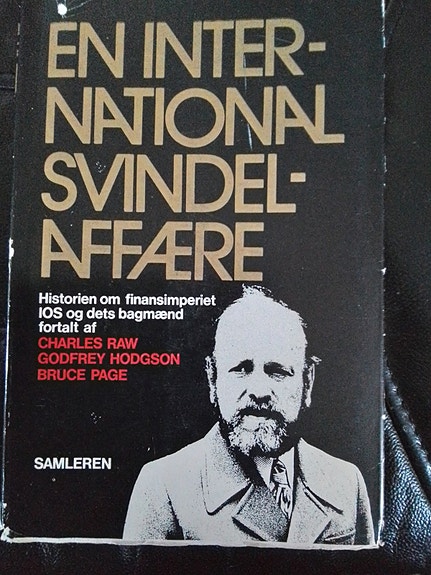 EN INTER-
NATIONAL
SVINDEL-
AFFÆRE
Historien om finansimperiet
IOS og dets bagmænd
fortalt af
CHARLES RAW
GODFREY HODGSON
BRUCE PAGE
SAMLEREN